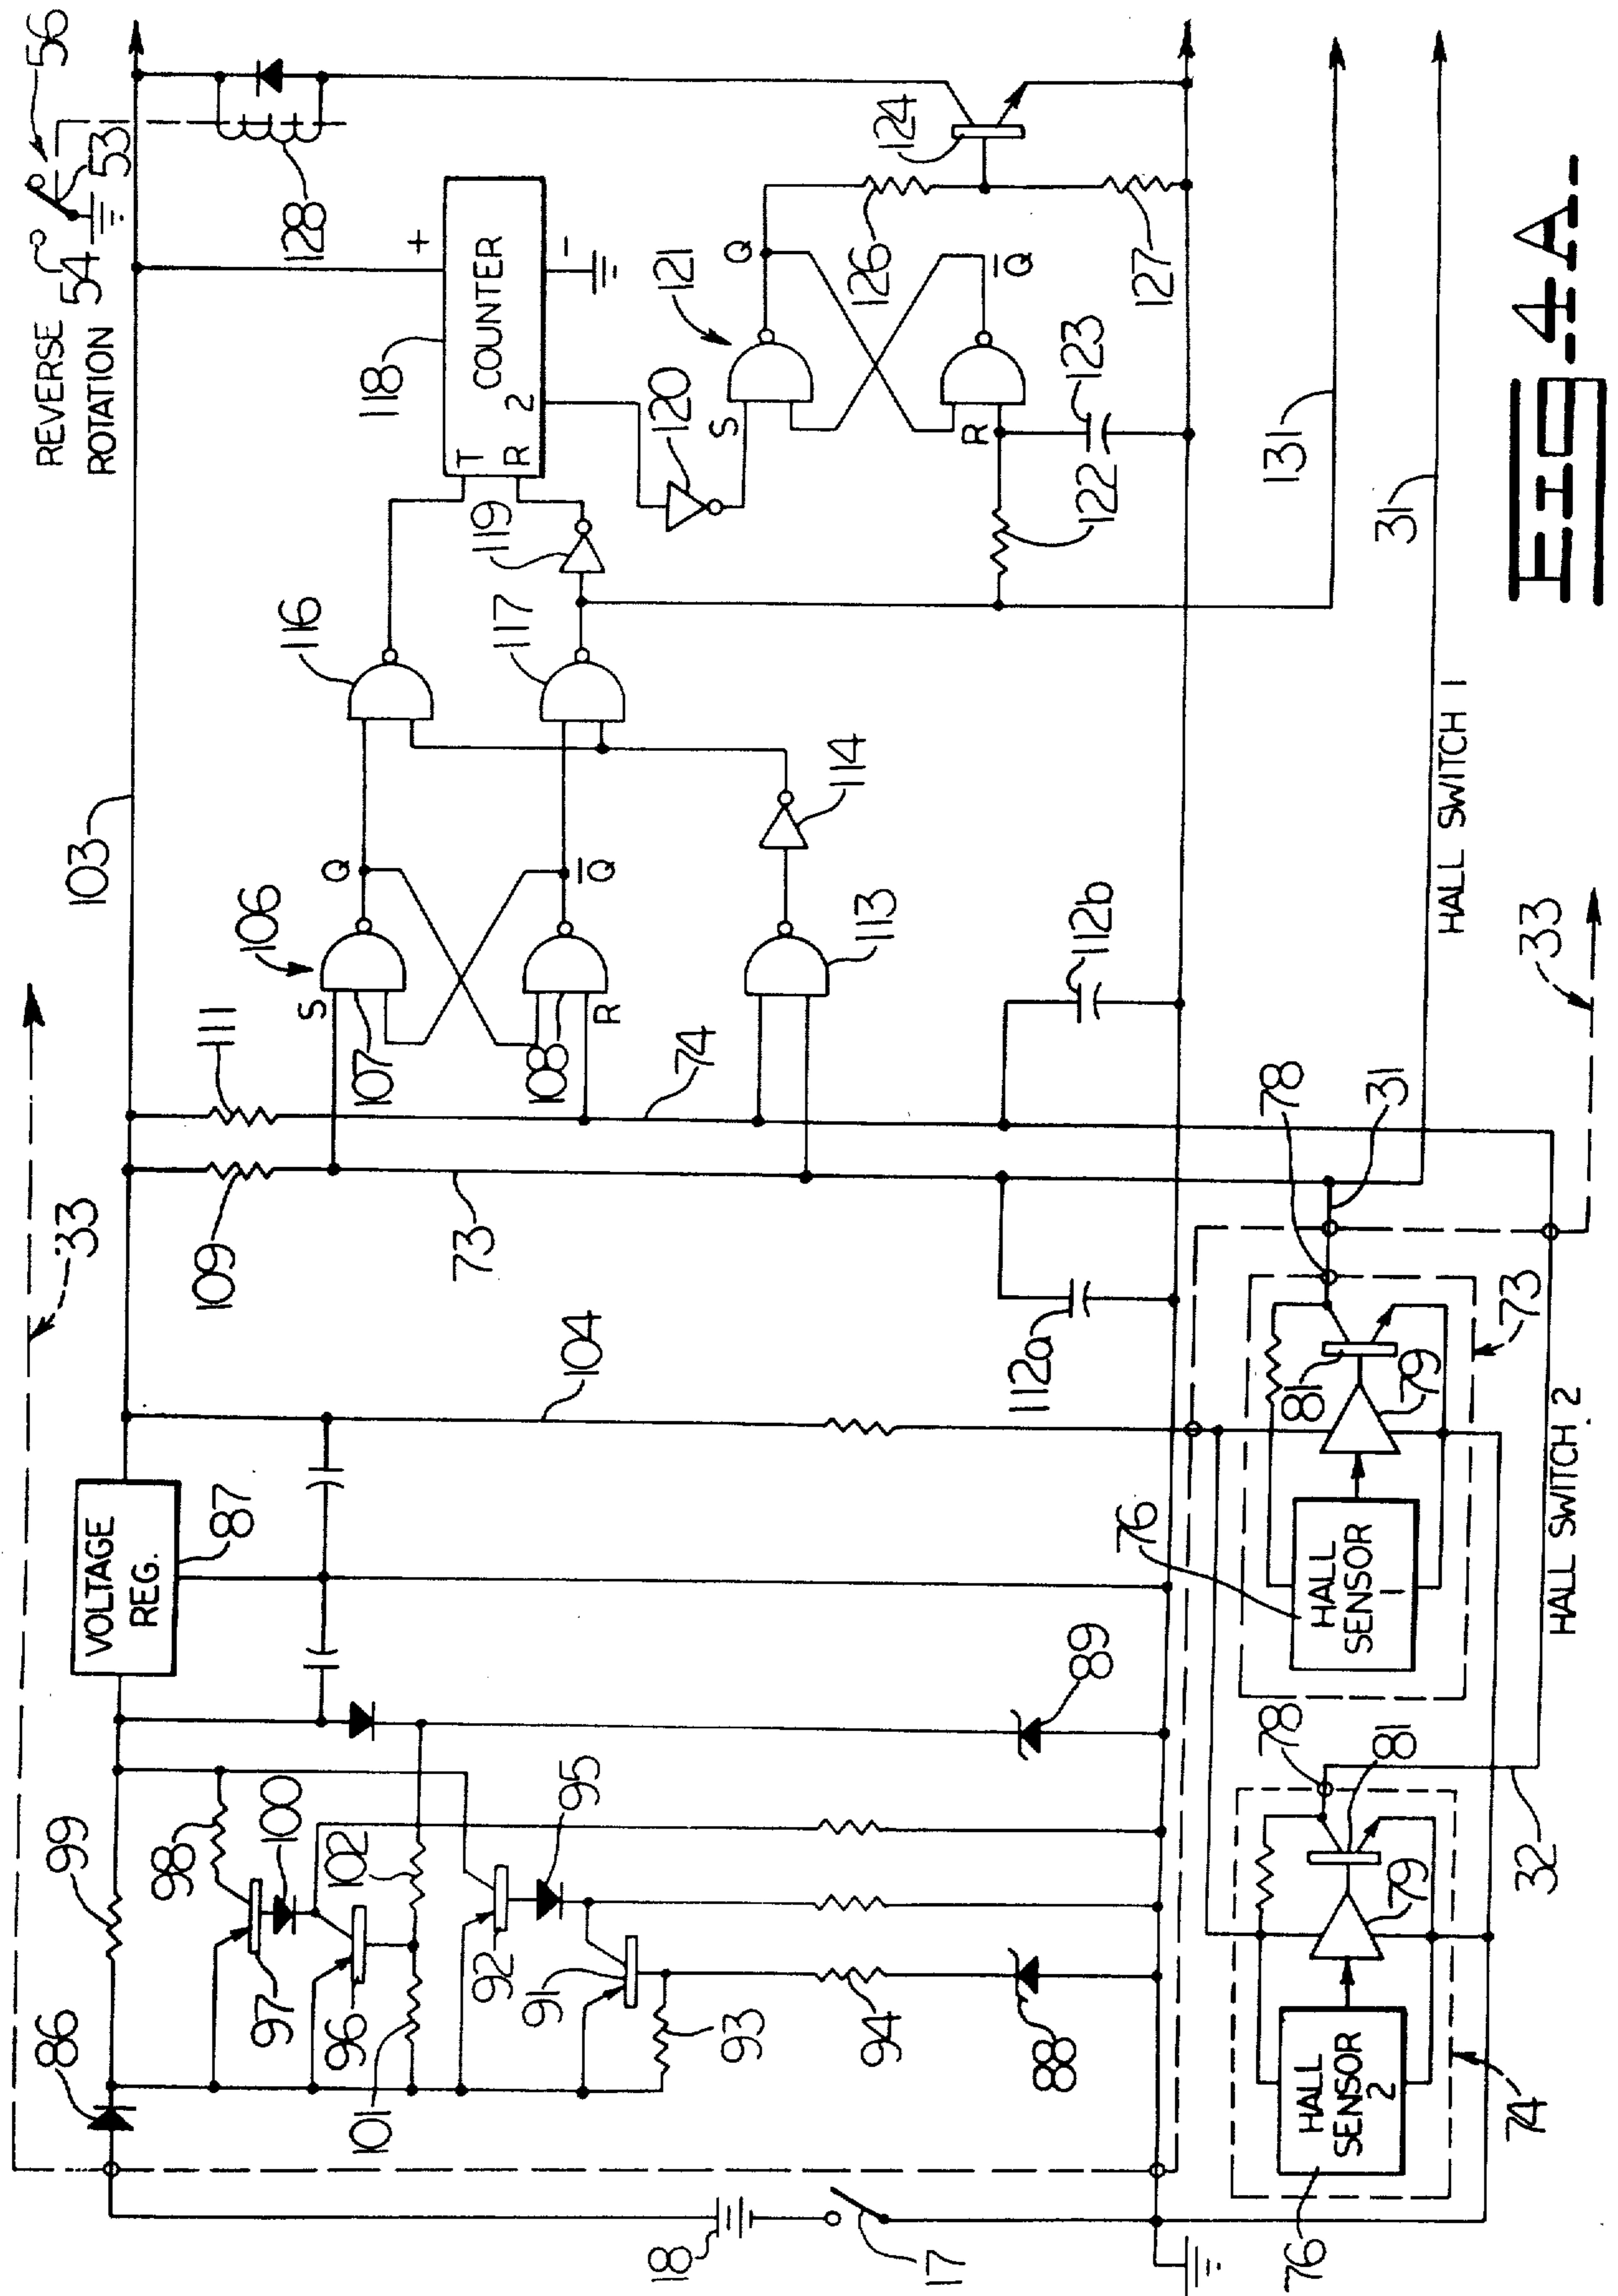 33
103
REVERSE
ROTATION
54
53
56
86
99
VOLTAGE
REG.
87
98
100
97
96
101
102
92
95
91
93
94
88
89
104
109
111
73
74
106
107
108
S
R
Q
Q̅
113
114
116
117
118
COUNTER
T
R
2
+
−
119
120
121
S
R
Q
Q̅
122
123
124
126
127
128
112a
112b
131
31
HALL SWITCH 1
33
18
17
76
HALL
SENSOR
2
79
81
78
74
32
HALL SWITCH 2
76
HALL
SENSOR
1
79
81
78
31
73
FIG-4A-